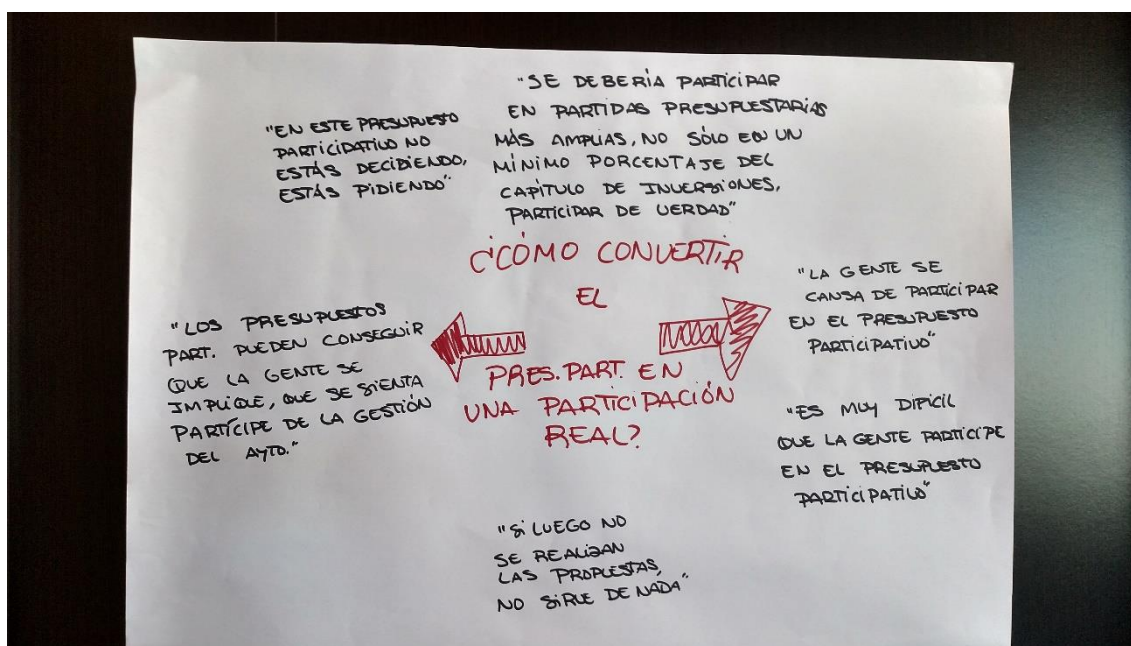 "EN ESTE PRESUPUESTO
PARTICIPATIVO NO
ESTÁS DECIDIENDO,
ESTÁS PIDIENDO"
"SE DEBERÍA PARTICIPAR
EN PARTIDAS PRESUPUESTARIAS
MÁS AMPLIAS, NO SÓLO EN UN
MÍNIMO PORCENTAJE DEL
CAPÍTULO DE INVERSIONES,
PARTICIPAR DE VERDAD"
¿CÓMO CONVERTIR
EL
PRES. PART. EN
UNA PARTICIPACIÓN
REAL?
"LOS PRESUPUESTOS
PART. PUEDEN CONSEGUIR
QUE LA GENTE SE
IMPLIQUE, QUE SE SIENTA
PARTÍCIPE DE LA GESTIÓN
DEL AYTO."
"LA GENTE SE
CANSA DE PARTICIPAR
EN EL PRESUPUESTO
PARTICIPATIVO"
"ES MUY DIFÍCIL
QUE LA GENTE PARTICIPE
EN EL PRESUPUESTO
PARTICIPATIVO"
"SI LUEGO NO
SE REALIZAN
LAS PROPUESTAS,
NO SIRVE DE NADA"